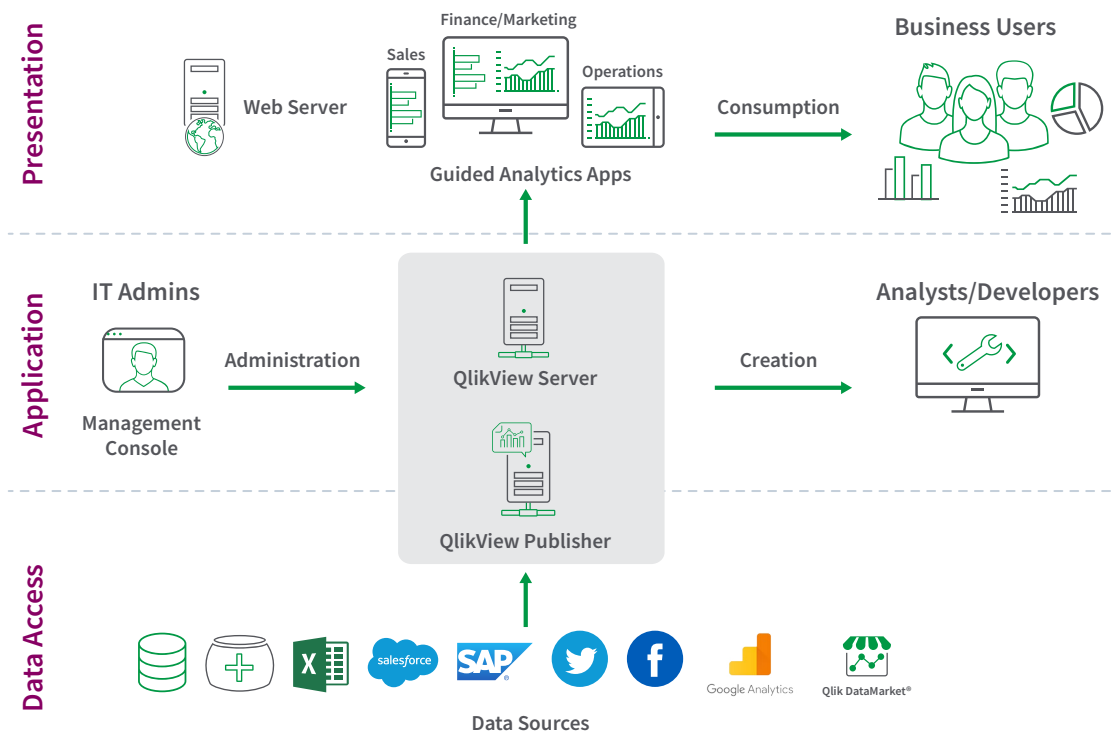 Presentation
Finance/Marketing
Sales
Operations
Web Server
Guided Analytics Apps
Consumption
Business Users
Application
IT Admins
Management
Console
Administration
QlikView Server
QlikView Publisher
Creation
Analysts/Developers
Data Access
X
salesforce
SAP®
f
Google Analytics
Qlik DataMarket®
Data Sources